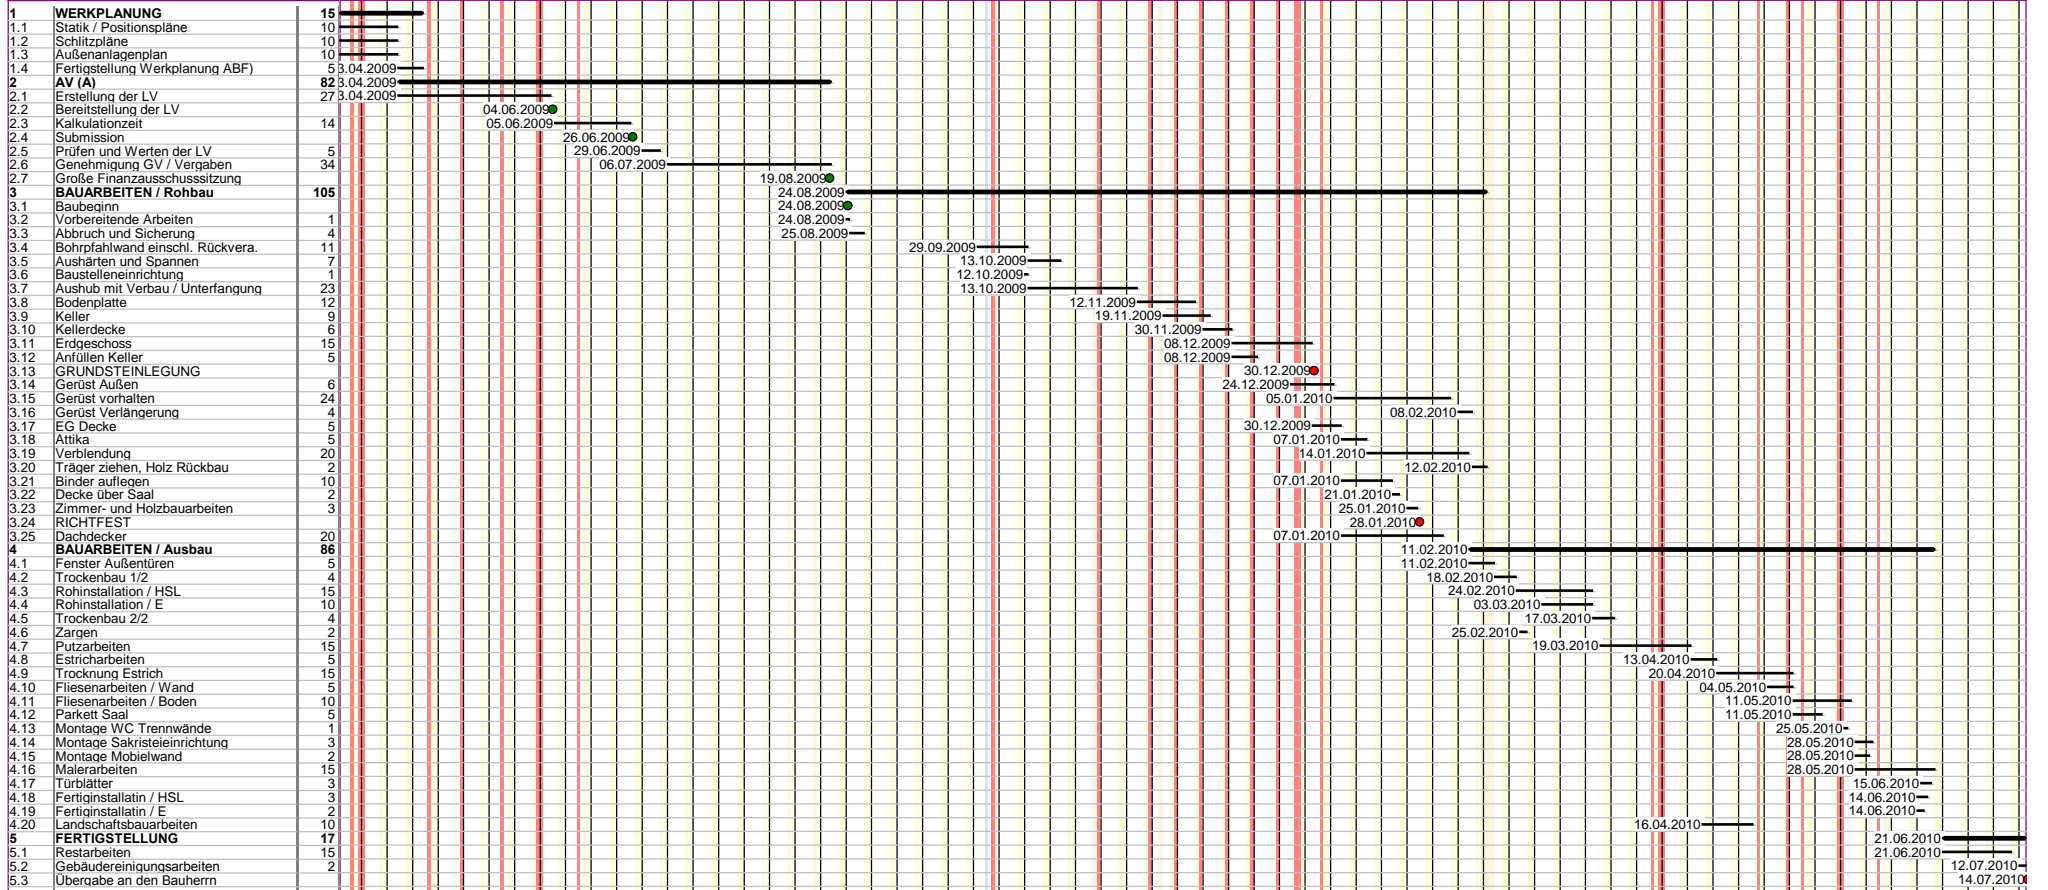 1 WERKPLANUNG 15
1.1 Statik / Positionspläne 10
1.2 Schlitzpläne 10
1.3 Außenanlagenplan 10
1.4 Fertigstellung Werkplanung ABF) 5 3.04.2009
2 AV (A) 82 3.04.2009
2.1 Erstellung der LV 27 3.04.2009
2.2 Bereitstellung der LV 04.06.2009
2.3 Kalkulationzeit 14 05.06.2009
2.4 Submission 26.06.2009
2.5 Prüfen und Werten der LV 5 29.06.2009
2.6 Genehmigung GV / Vergaben 34 06.07.2009
2.7 Große Finanzausschusssitzung 19.08.2009
3 BAUARBEITEN / Rohbau 105 24.08.2009
3.1 Baubeginn 24.08.2009
3.2 Vorbereitende Arbeiten 1 24.08.2009
3.3 Abbruch und Sicherung 4 25.08.2009
3.4 Bohrpfahlwand einschl. Rückvera. 11 29.09.2009
3.5 Aushärten und Spannen 7 13.10.2009
3.6 Baustelleneinrichtung 1 12.10.2009
3.7 Aushub mit Verbau / Unterfangung 23 13.10.2009
3.8 Bodenplatte 12 12.11.2009
3.9 Keller 9 19.11.2009
3.10 Kellerdecke 6 30.11.2009
3.11 Erdgeschoss 15 08.12.2009
3.12 Anfüllen Keller 5 08.12.2009
3.13 GRUNDSTEINLEGUNG 30.12.2009
3.14 Gerüst Außen 6 24.12.2009
3.15 Gerüst vorhalten 24 05.01.2010
3.16 Gerüst Verlängerung 4 08.02.2010
3.17 EG Decke 5 30.12.2009
3.18 Attika 5 07.01.2010
3.19 Verblendung 20 14.01.2010
3.20 Träger ziehen, Holz Rückbau 2 12.02.2010
3.21 Binder auflegen 10 07.01.2010
3.22 Decke über Saal 2 21.01.2010
3.23 Zimmer- und Holzbauarbeiten 3 25.01.2010
3.24 RICHTFEST 28.01.2010
3.25 Dachdecker 20 07.01.2010
4 BAUARBEITEN / Ausbau 86 11.02.2010
4.1 Fenster Außentüren 5 11.02.2010
4.2 Trockenbau 1/2 4 18.02.2010
4.3 Rohinstallation / HSL 15 24.02.2010
4.4 Rohinstallation / E 10 03.03.2010
4.5 Trockenbau 2/2 4 17.03.2010
4.6 Zargen 2 25.02.2010
4.7 Putzarbeiten 15 19.03.2010
4.8 Estricharbeiten 5 13.04.2010
4.9 Trocknung Estrich 15 20.04.2010
4.10 Fliesenarbeiten / Wand 5 04.05.2010
4.11 Fliesenarbeiten / Boden 10 11.05.2010
4.12 Parkett Saal 5 11.05.2010
4.13 Montage WC Trennwände 1 25.05.2010
4.14 Montage Sakristeieinrichtung 3 28.05.2010
4.15 Montage Mobielwand 2 28.05.2010
4.16 Malerarbeiten 15 28.05.2010
4.17 Türblätter 3 15.06.2010
4.18 Fertiginstallatin / HSL 3 14.06.2010
4.19 Fertiginstallatin / E 2 14.06.2010
4.20 Landschaftsbauarbeiten 10 16.04.2010
5 FERTIGSTELLUNG 17 21.06.2010
5.1 Restarbeiten 15 21.06.2010
5.2 Gebäudereinigungsarbeiten 2 12.07.2010
5.3 Übergabe an den Bauherrn 14.07.2010